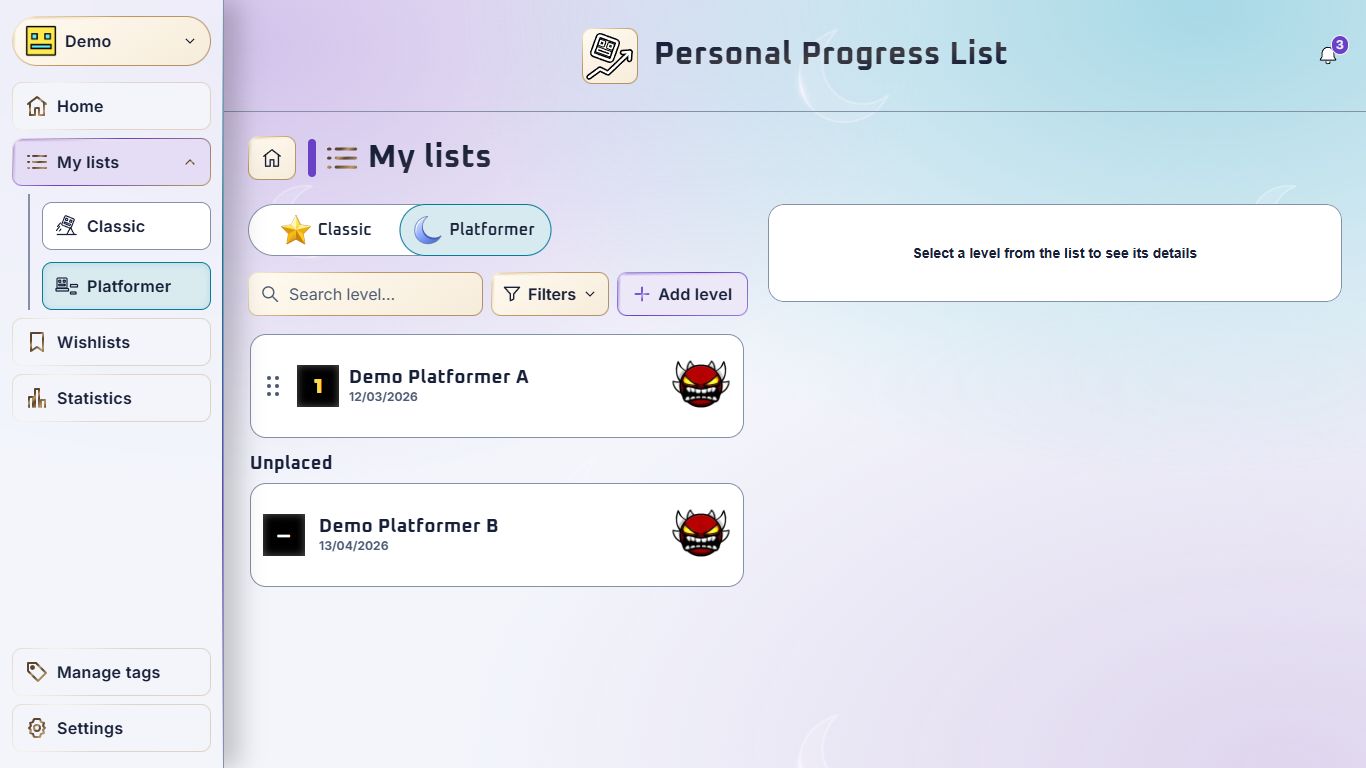 Demo
Home
My lists
Classic
Platformer
Wishlists
Statistics
Manage tags
Settings
Personal Progress List
3
My lists
Classic
Platformer
Search level...
Filters
Add level
1
Demo Platformer A
12/03/2026
Unplaced
–
Demo Platformer B
13/04/2026
Select a level from the list to see its details